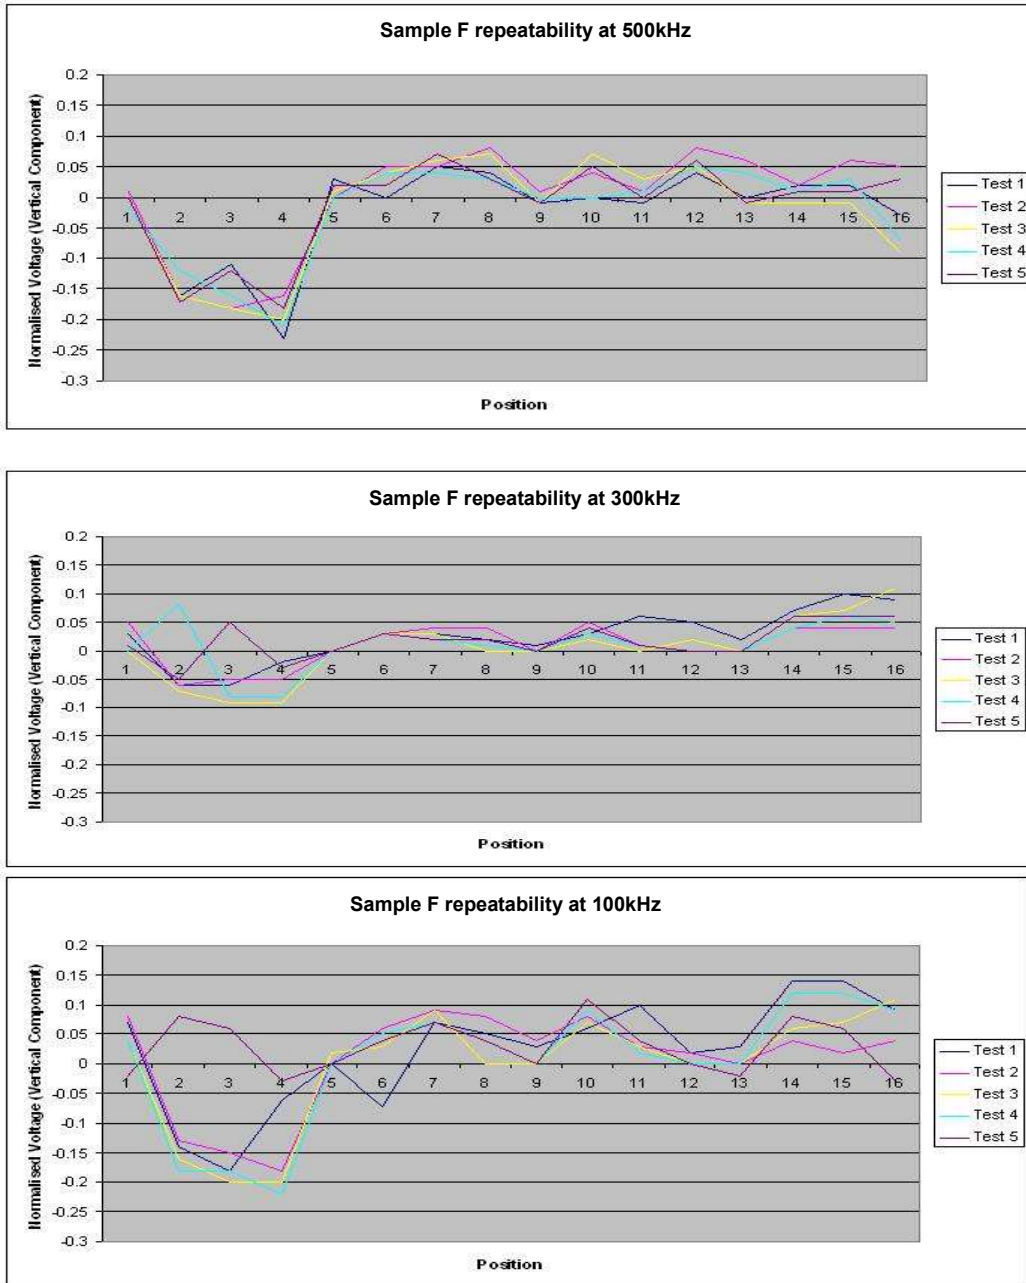 Sample F repeatability at 500kHz
Normalised Voltage (Vertical Component)
0.2
0.15
0.1
0.05
0
-0.05
-0.1
-0.15
-0.2
-0.25
-0.3
1 2 3 4 5 6 7 8 9 10 11 12 13 14 15 16
Position
Test 1
Test 2
Test 3
Test 4
Test 5
Sample F repeatability at 300kHz
Normalised Voltage (Vertical Component)
0.2
0.15
0.1
0.05
0
-0.05
-0.1
-0.15
-0.2
-0.25
-0.3
1 2 3 4 5 6 7 8 9 10 11 12 13 14 15 16
Position
Test 1
Test 2
Test 3
Test 4
Test 5
Sample F repeatability at 100kHz
Normalised Voltage (Vertical Component)
0.2
0.15
0.1
0.05
0
-0.05
-0.1
-0.15
-0.2
-0.25
-0.3
1 2 3 4 5 6 7 8 9 10 11 12 13 14 15 16
Position
Test 1
Test 2
Test 3
Test 4
Test 5